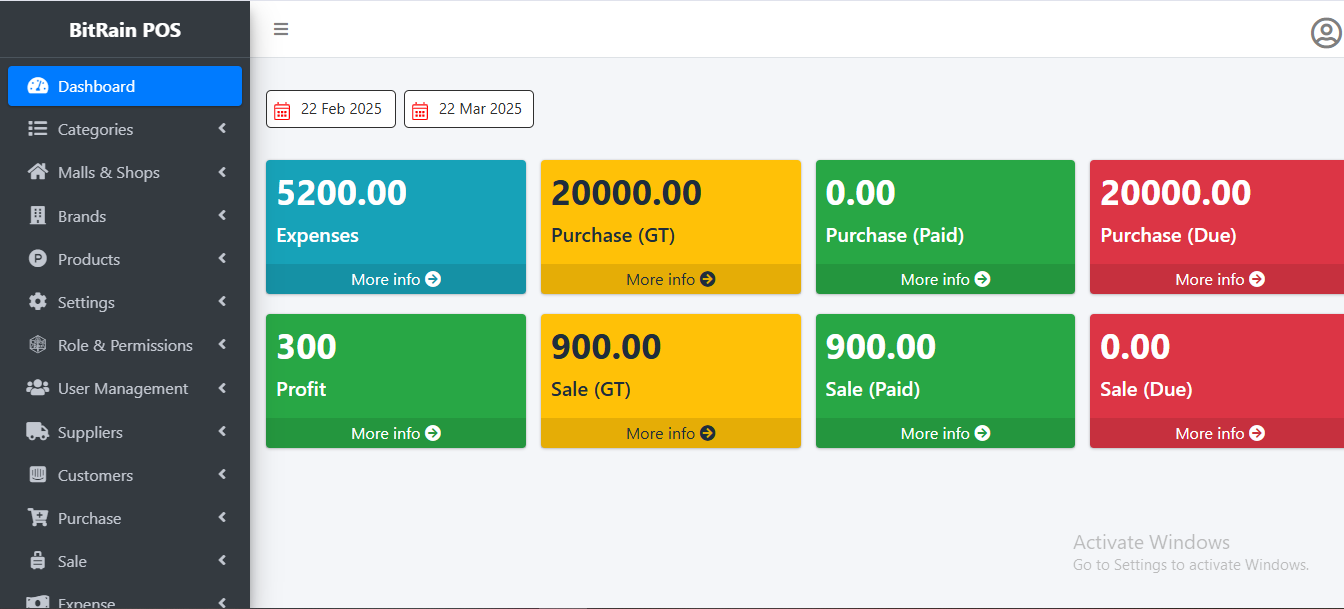 BitRain POS
Dashboard
Categories
Malls & Shops
Brands
Products
Settings
Role & Permissions
User Management
Suppliers
Customers
Purchase
Sale
Expense
22 Feb 2025
22 Mar 2025
5200.00
Expenses
More info
20000.00
Purchase (GT)
More info
0.00
Purchase (Paid)
More info
20000.00
Purchase (Due)
More info
300
Profit
More info
900.00
Sale (GT)
More info
900.00
Sale (Paid)
More info
0.00
Sale (Due)
More info
Activate Windows
Go to Settings to activate Windows.